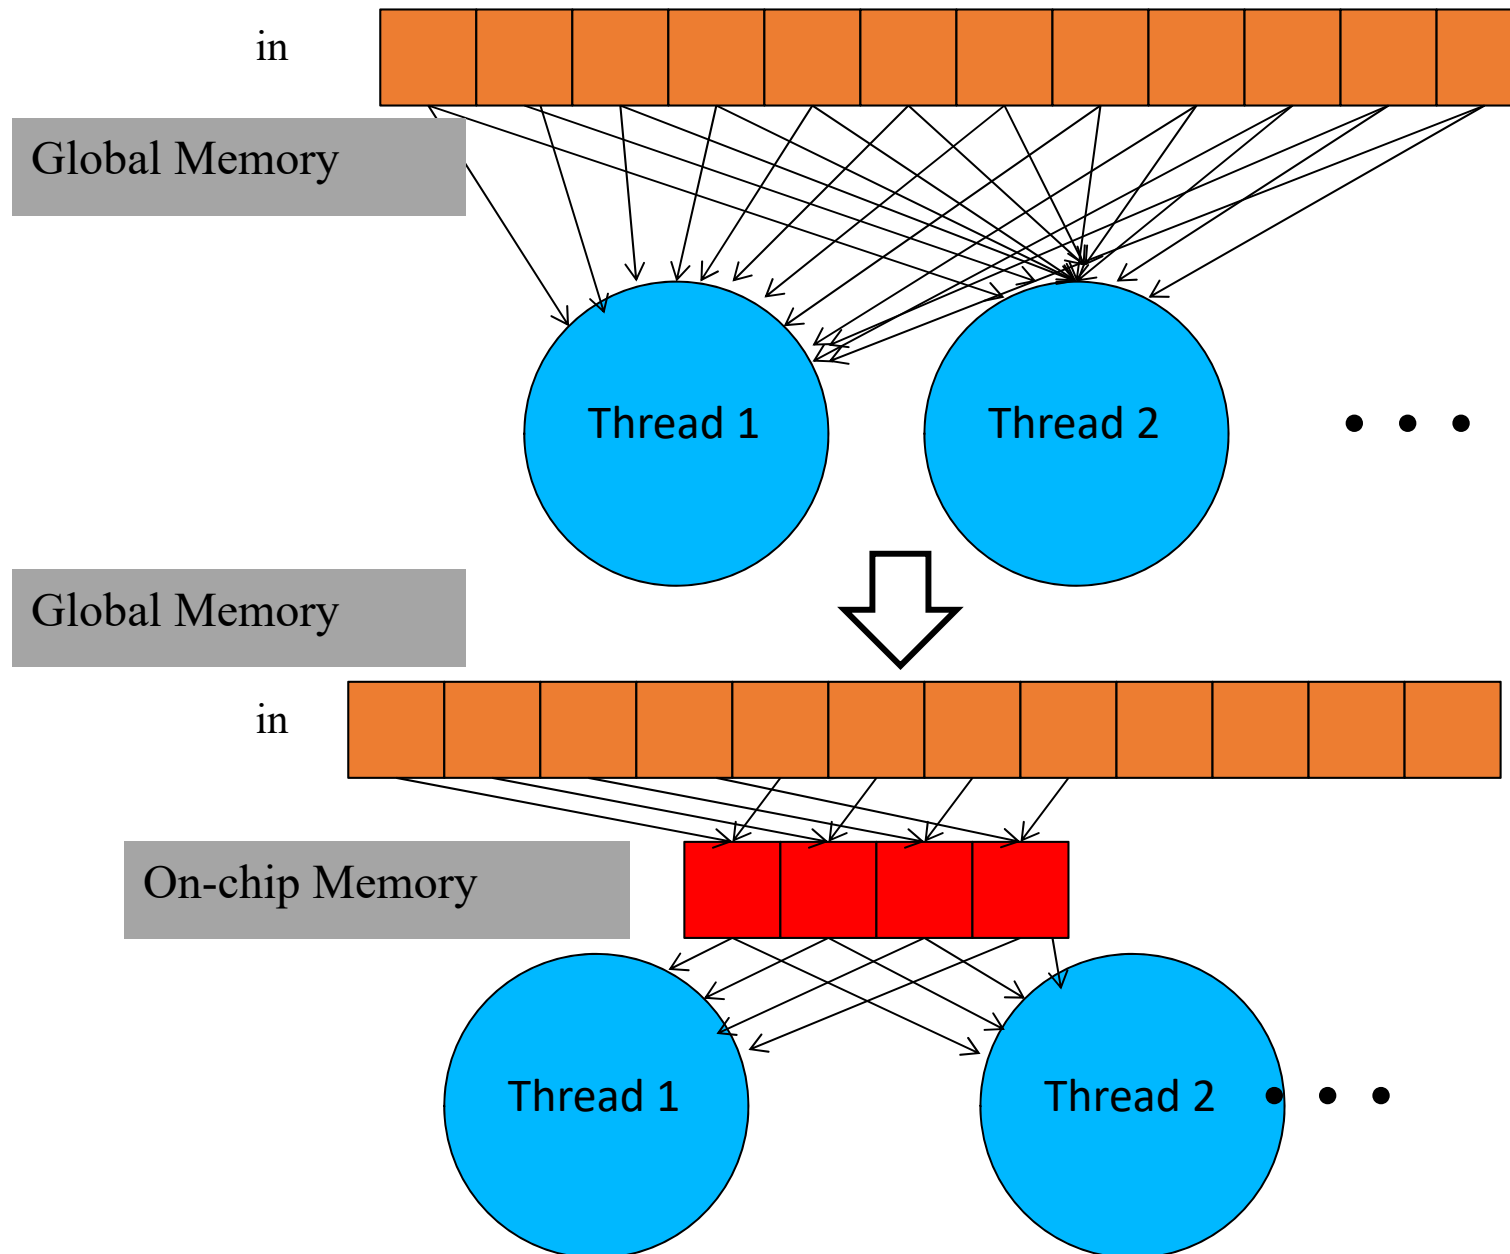 in
Global Memory
Thread 1
Thread 2
• • •
Global Memory
in
On-chip Memory
Thread 1
Thread 2
• • •